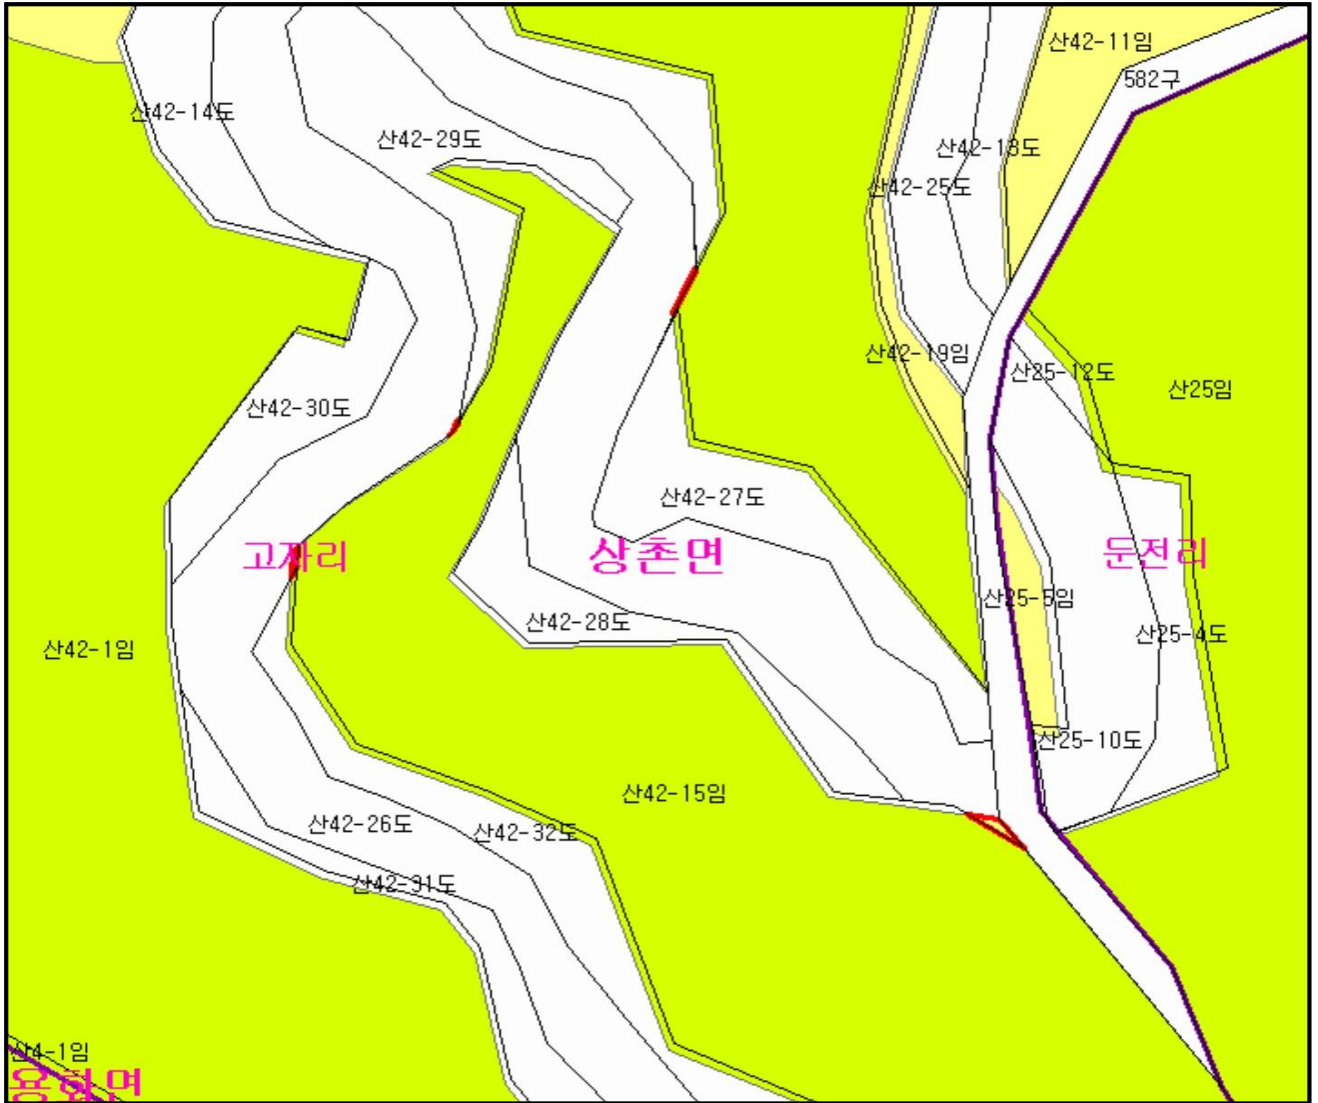 산42-11임
582구
산42-14도
산42-29도
산42-13도
산42-25도
산42-19임
산25-12도
산25임
산42-30도
산42-27도
고자리
상촌면
둔전리
산25-5임
산42-28도
산25-4도
산42-1임
산25-10도
산42-15임
산42-26도
산42-32도
산42-31도
산4-1임
용화면